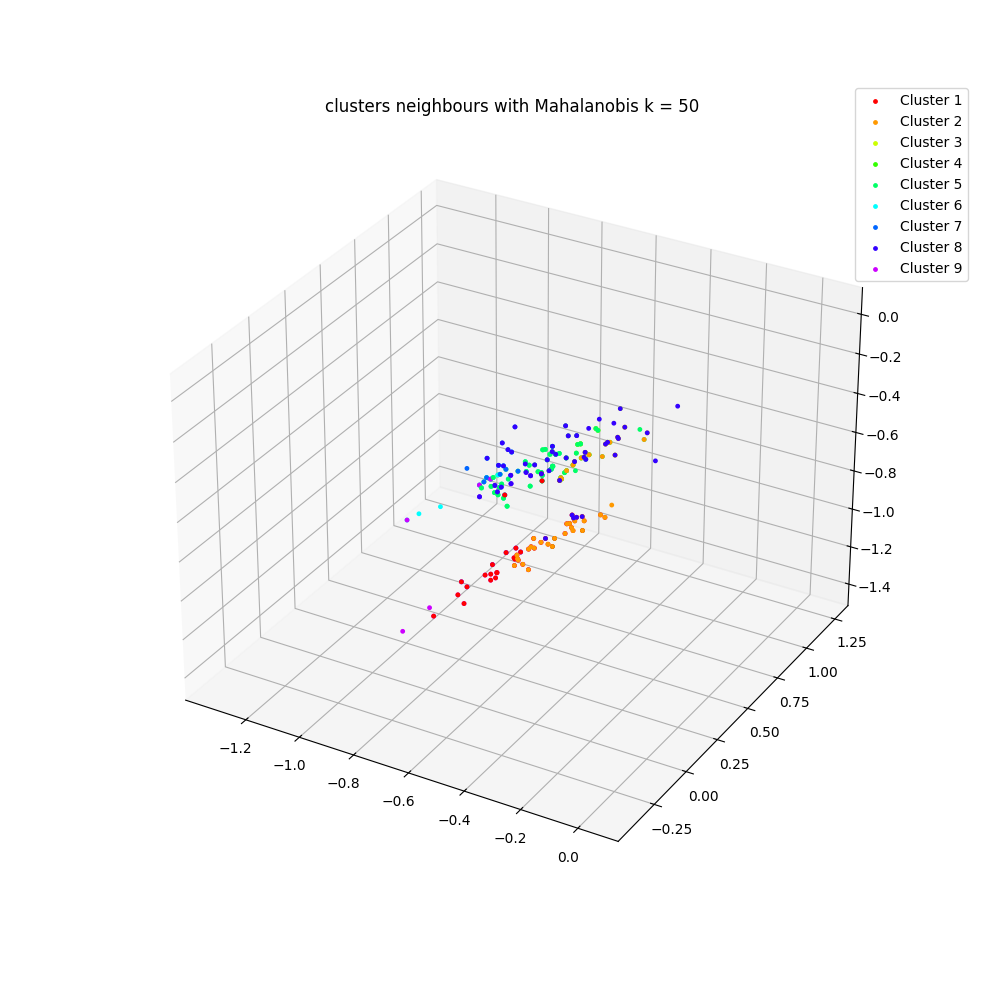 clusters neighbours with Mahalanobis k = 50
Cluster 1
Cluster 2
Cluster 3
Cluster 4
Cluster 5
Cluster 6
Cluster 7
Cluster 8
Cluster 9
0.0
−0.2
−0.4
−0.6
−0.8
−1.0
−1.2
−1.4
1.25
1.00
0.75
0.50
0.25
0.00
−0.25
−1.2
−1.0
−0.8
−0.6
−0.4
−0.2
0.0